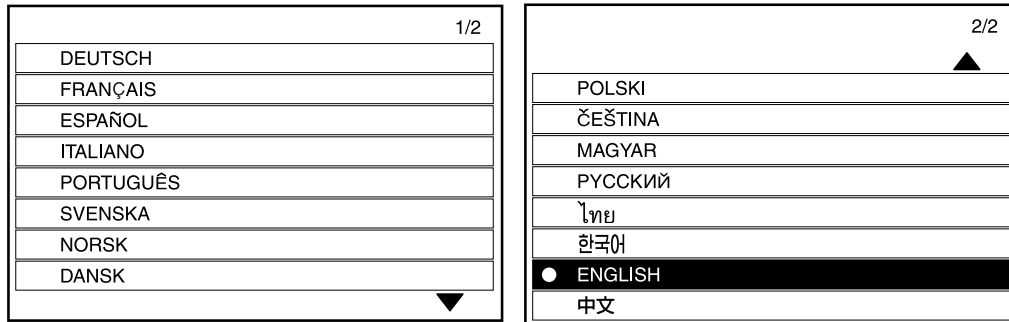 1/2
DEUTSCH
FRANÇAIS
ESPAÑOL
ITALIANO
PORTUGUÊS
SVENSKA
NORSK
DANSK
2/2
POLSKI
ČEŠTINA
MAGYAR
РУССКИЙ
ไทย
한국어
ENGLISH
中文